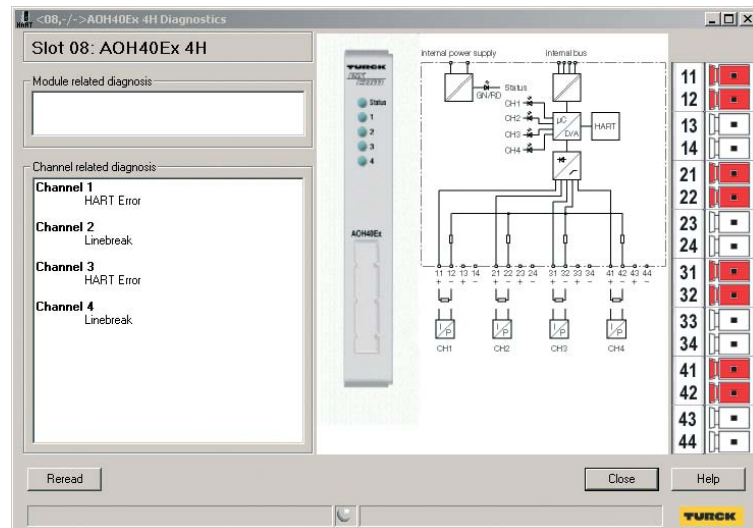 HART
<08,-/->AOH40Ex 4H Diagnostics
Slot 08: AOH40Ex 4H
Module related diagnosis
Channel related diagnosis
Channel 1
HART Error
Channel 2
Linebreak
Channel 3
HART Error
Channel 4
Linebreak
TURCK
Status
1
2
3
4
AOH40Ex
internal power supply
internal bus
Status
GN/RD
CH1
CH2
CH3
CH4
µC
D/A
HART
11 12 13 14 21 22 23 24 31 32 33 34 41 42 43 44
+ − + − + − + − + − + − + − + −
I/P I/P I/P I/P
CH1 CH2 CH3 CH4
11
12
13
14
21
22
23
24
31
32
33
34
41
42
43
44
Reread
Close
Help
TURCK